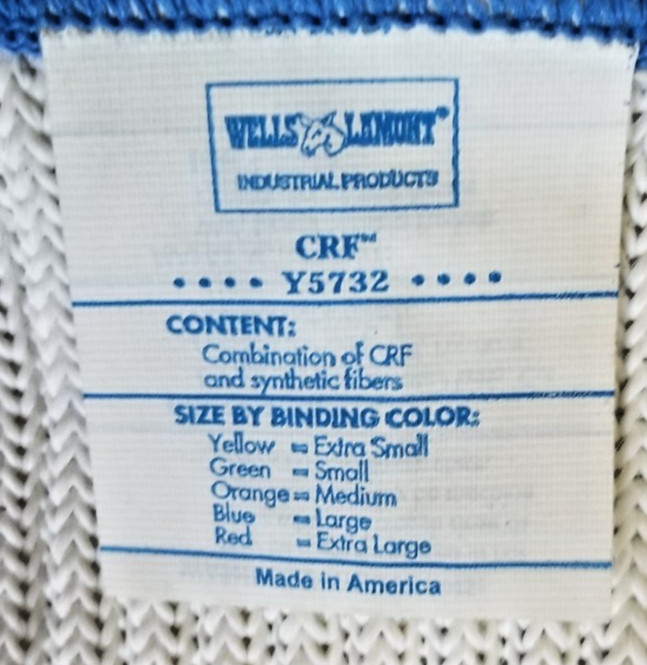 WELLS LAMONT®
INDUSTRIAL PRODUCTS
CRF™
•••• Y5732 ••••
CONTENT:
Combination of CRF
and synthetic fibers
SIZE BY BINDING COLOR:
Yellow = Extra Small
Green = Small
Orange = Medium
Blue = Large
Red = Extra Large
Made in America